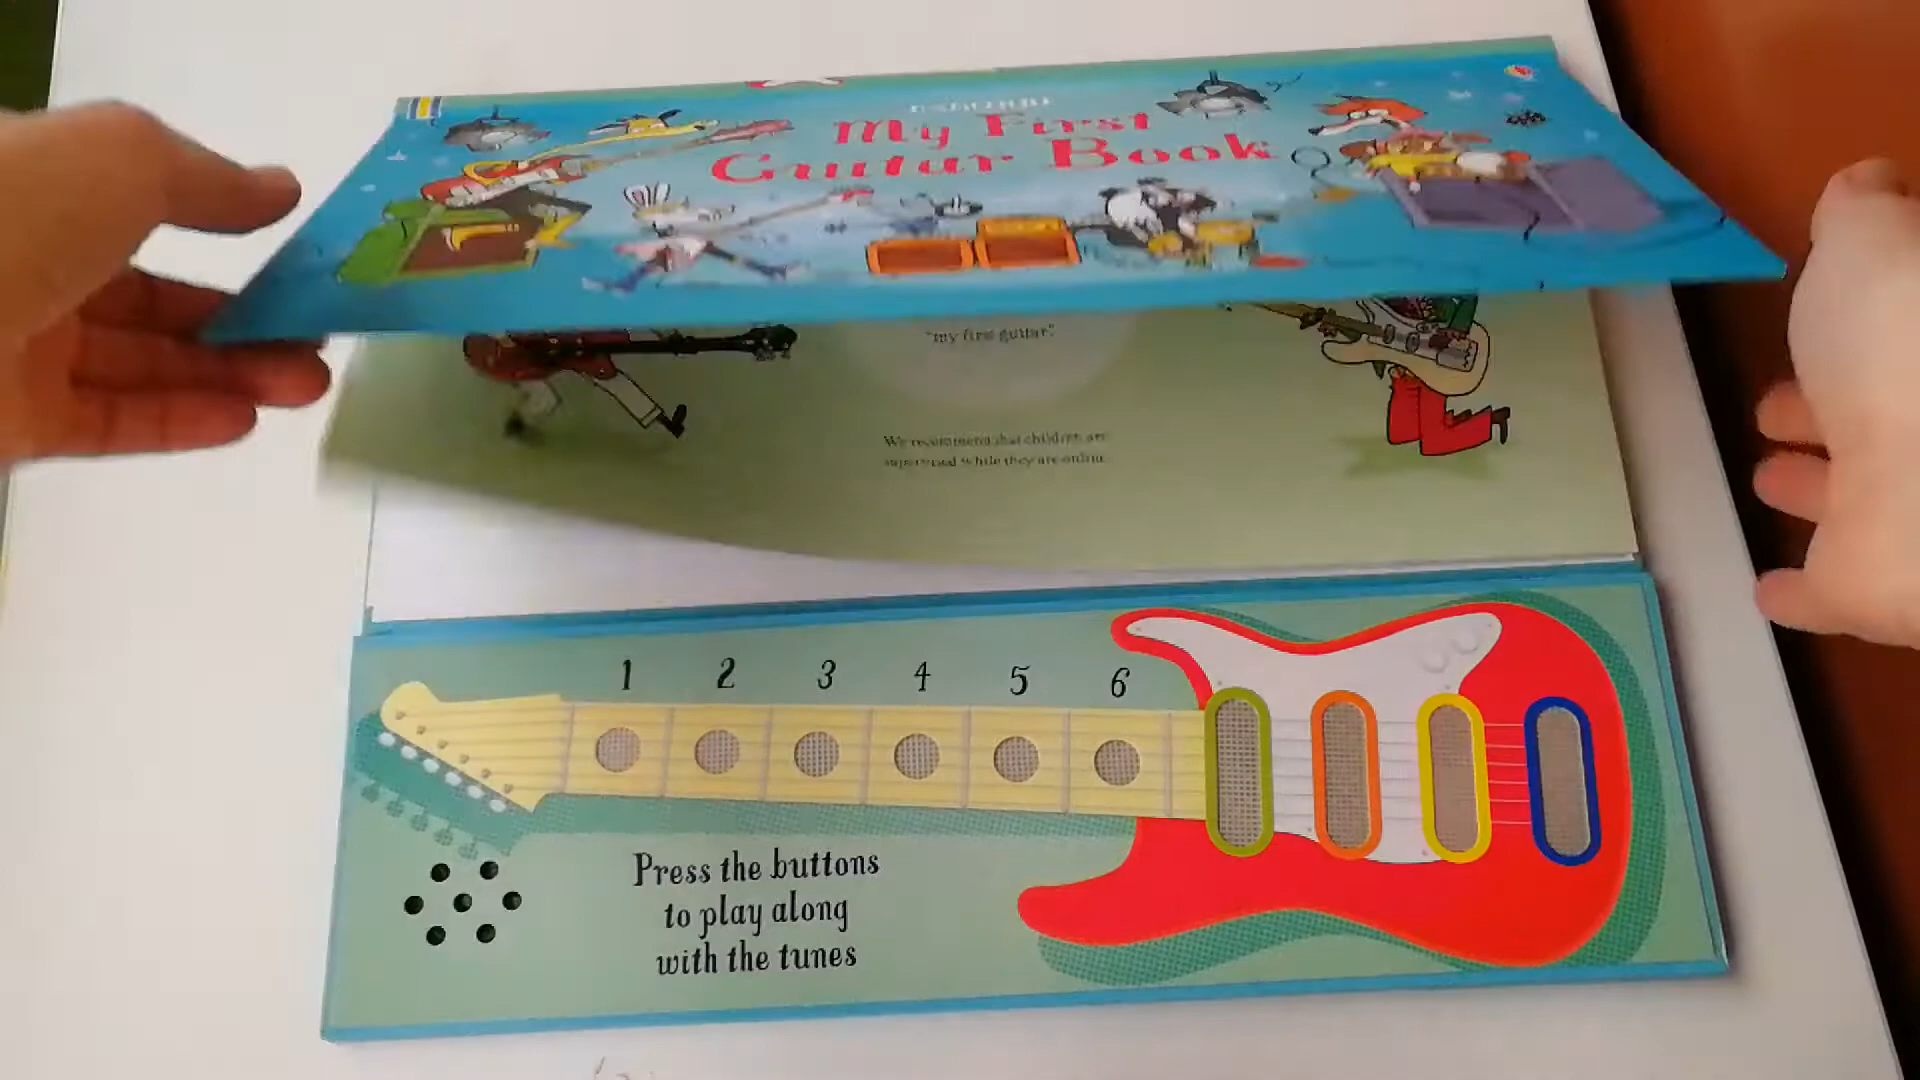 USBORNE
My First
Guitar Book
"my first guitar".
We recommend that children are
supervised while they are online.
1 2 3 4 5 6
Press the buttons
to play along
with the tunes